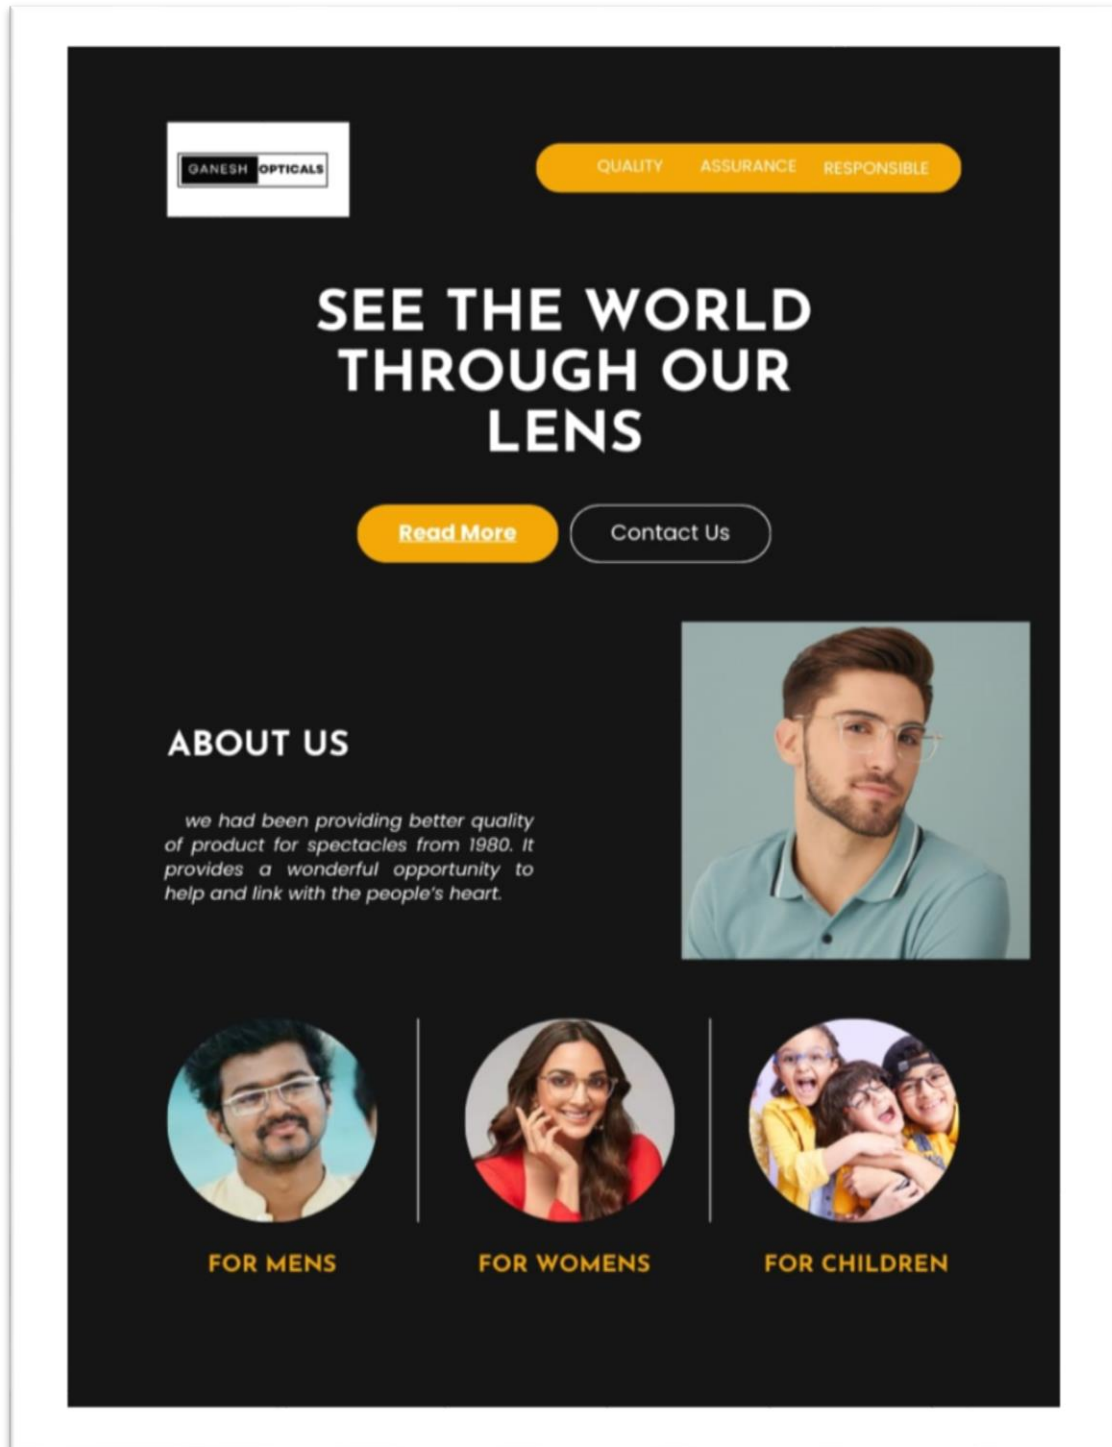 GANESH OPTICALS
QUALITY ASSURANCE RESPONSIBLE
SEE THE WORLD
THROUGH OUR
LENS
Read More Contact Us
ABOUT US
we had been providing better quality
of product for spectacles from 1980. It
provides a wonderful opportunity to
help and link with the people's heart.
FOR MENS FOR WOMENS FOR CHILDREN